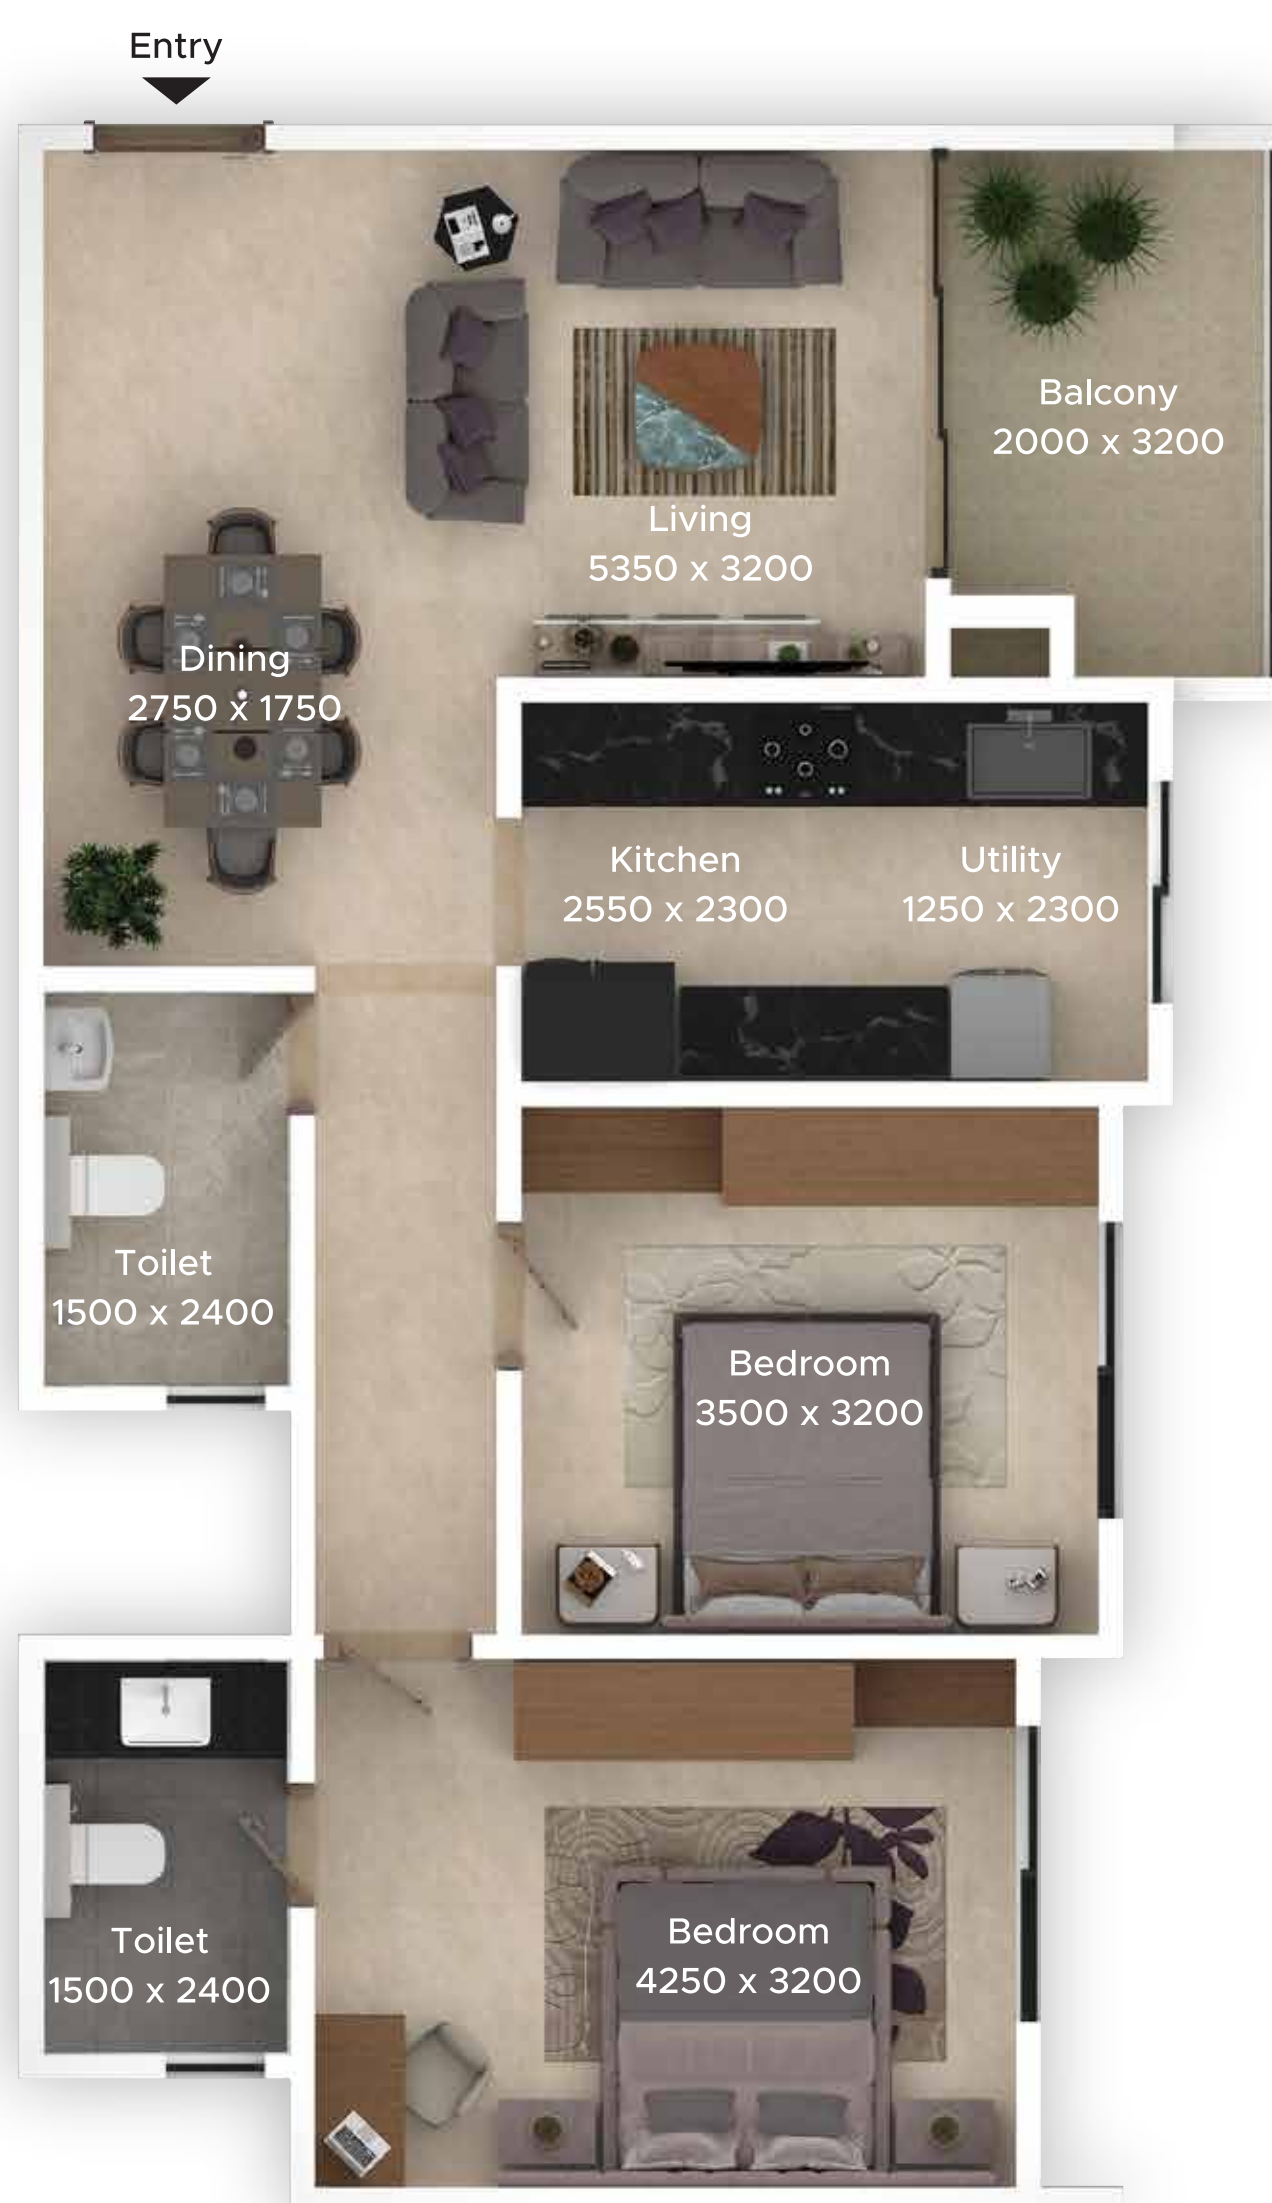 Entry
Balcony
2000 x 3200
Living
5350 x 3200
Dining
2750 x 1750
Kitchen
2550 x 2300
Utility
1250 x 2300
Toilet
1500 x 2400
Bedroom
3500 x 3200
Toilet
1500 x 2400
Bedroom
4250 x 3200